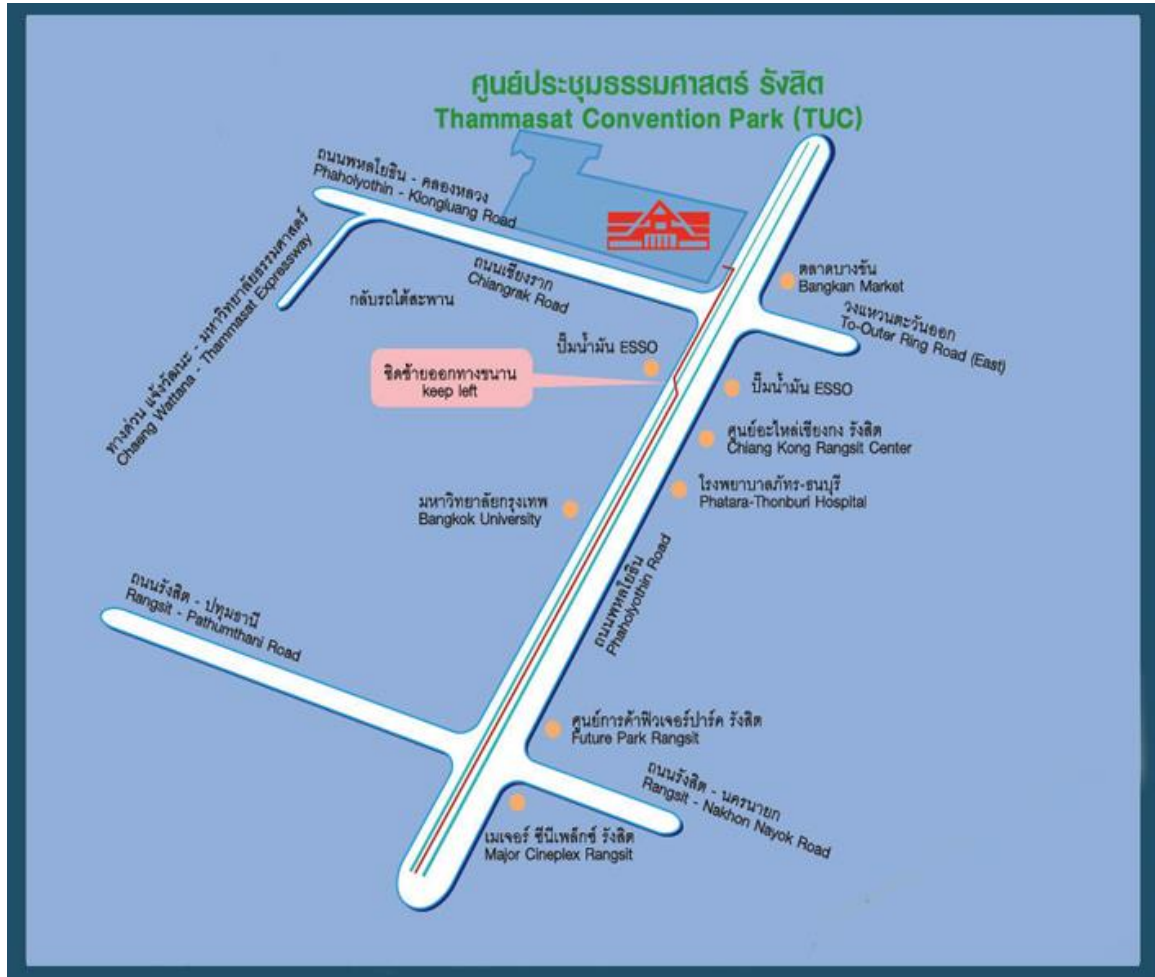 ศูนย์ประชุมธรรมศาสตร์ รังสิต
Thammasat Convention Park (TUC)
ถนนพหลโยธิน - คลองหลวง
Phaholyothin - Klongluang Road
ทางด่วน แจ้งวัฒนะ - มหาวิทยาลัยธรรมศาสตร์
Chaeng Wattana - Thammasat Expressway
ถนนเชียงราก
Chiangrak Road
กลับรถใต้สะพาน
ตลาดบางขัน
Bangkan Market
วงแหวนตะวันออก
To-Outer Ring Road (East)
ปั๊มน้ำมัน ESSO
ชิดซ้ายออกทางขนาน
keep left
ปั๊มน้ำมัน ESSO
ศูนย์อะไหล่เชียงกง รังสิต
Chiang Kong Rangsit Center
โรงพยาบาลภัทร-ธนบุรี
Phatara-Thonburi Hospital
มหาวิทยาลัยกรุงเทพ
Bangkok University
ถนนพหลโยธิน
Phaholyothin Road
ถนนรังสิต - ปทุมธานี
Rangsit - Pathumthani Road
ศูนย์การค้าฟิวเจอร์ปาร์ค รังสิต
Future Park Rangsit
ถนนรังสิต - นครนายก
Rangsit - Nakhon Nayok Road
เมเจอร์ ซีนีเพล็กซ์ รังสิต
Major Cineplex Rangsit